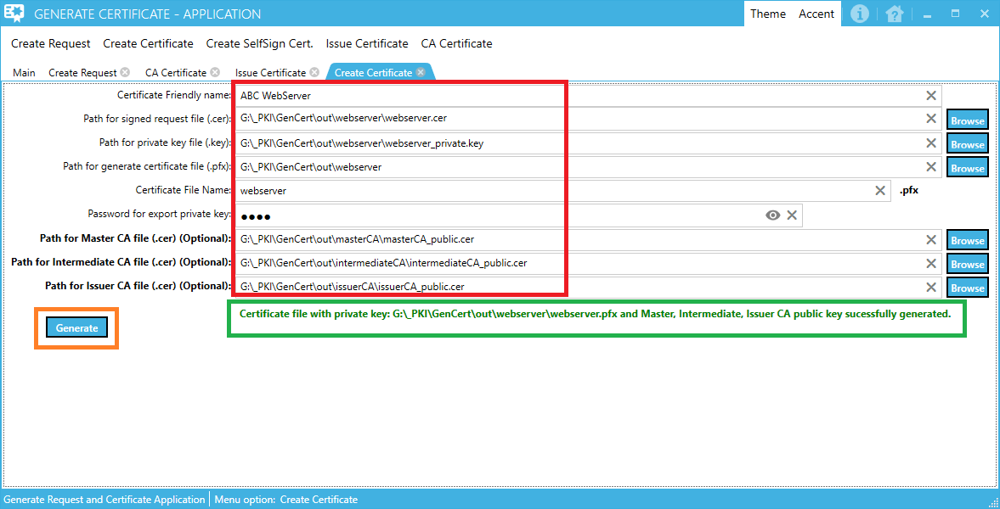 GENERATE CERTIFICATE - APPLICATION
Theme Accent
Create Request Create Certificate Create SelfSign Cert. Issue Certificate CA Certificate
Main Create Request CA Certificate Issue Certificate Create Certificate
Certificate Friendly name: ABC WebServer
Path for signed request file (.cer): G:\_PKI\GenCert\out\webserver\webserver.cer Browse
Path for private key file (.key): G:\_PKI\GenCert\out\webserver\webserver_private.key Browse
Path for generate certificate file (.pfx): G:\_PKI\GenCert\out\webserver Browse
Certificate File Name: webserver .pfx
Password for export private key: ●●●●
Path for Master CA file (.cer) (Optional): G:\_PKI\GenCert\out\masterCA\masterCA_public.cer Browse
Path for Intermediate CA file (.cer) (Optional): G:\_PKI\GenCert\out\intermediateCA\intermediateCA_public.cer Browse
Path for Issuer CA file (.cer) (Optional): G:\_PKI\GenCert\out\issuerCA\issuerCA_public.cer Browse
Certificate file with private key: G:\_PKI\GenCert\out\webserver\webserver.pfx and Master, Intermediate, Issuer CA public key sucessfully generated.
Generate
Generate Request and Certificate Application Menu option: Create Certificate